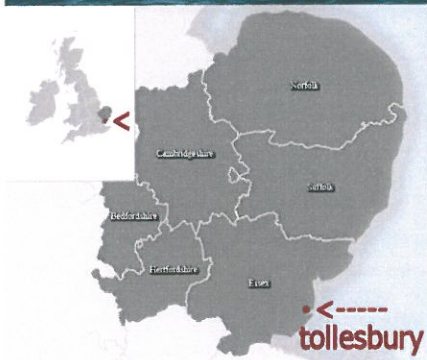 Norfolk
Cambridgeshire
Suffolk
Bedfordshire
Hertfordshire
Essex
tollesbury